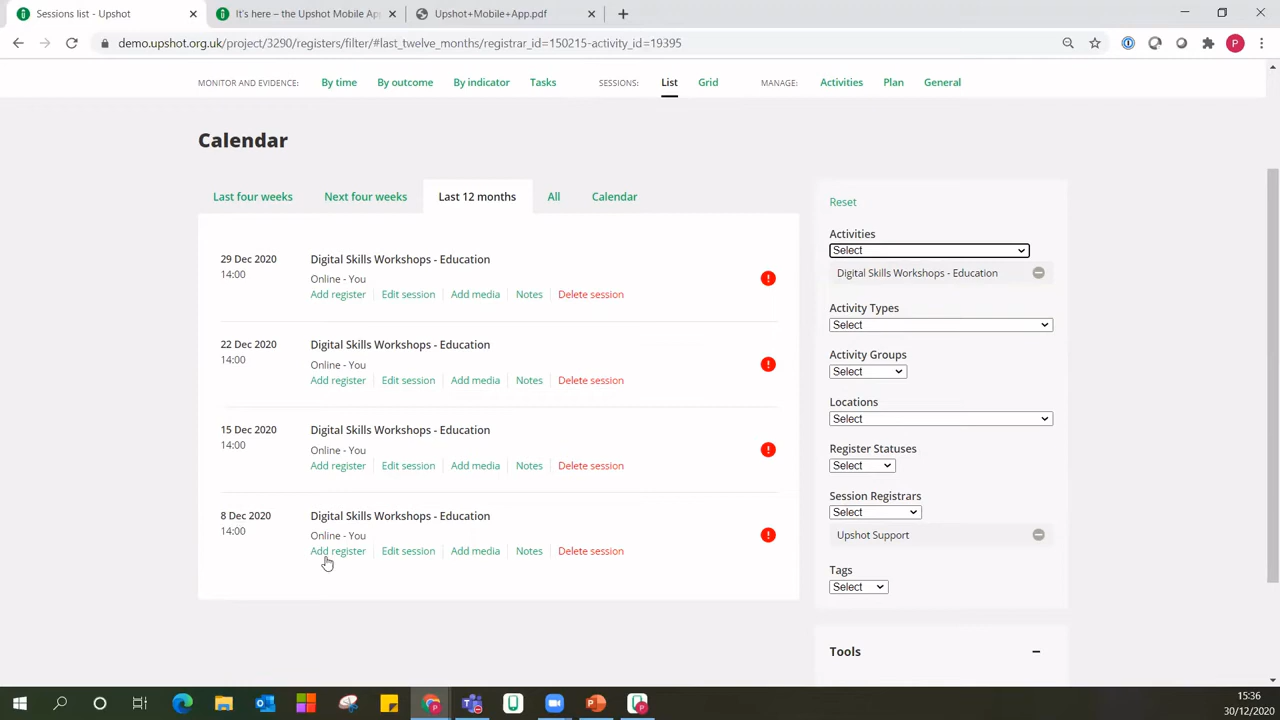 Sessions list - Upshot
It's here – the Upshot Mobile Ap
Upshot+Mobile+App.pdf
demo.upshot.org.uk/project/3290/registers/filter/#last_twelve_months/registrar_id=150215-activity_id=19395
P
MONITOR AND EVIDENCE: By time By outcome By indicator Tasks SESSIONS: List Grid MANAGE: Activities Plan General
Calendar
Last four weeks Next four weeks Last 12 months All Calendar
29 Dec 2020 Digital Skills Workshops - Education
14:00 Online - You
Add register Edit session Add media Notes Delete session
22 Dec 2020 Digital Skills Workshops - Education
14:00 Online - You
Add register Edit session Add media Notes Delete session
15 Dec 2020 Digital Skills Workshops - Education
14:00 Online - You
Add register Edit session Add media Notes Delete session
8 Dec 2020 Digital Skills Workshops - Education
14:00 Online - You
Add register Edit session Add media Notes Delete session
Reset
Activities
Select
Digital Skills Workshops - Education
Activity Types
Select
Activity Groups
Select
Locations
Select
Register Statuses
Select
Session Registrars
Select
Upshot Support
Tags
Select
Tools
15:36
30/12/2020